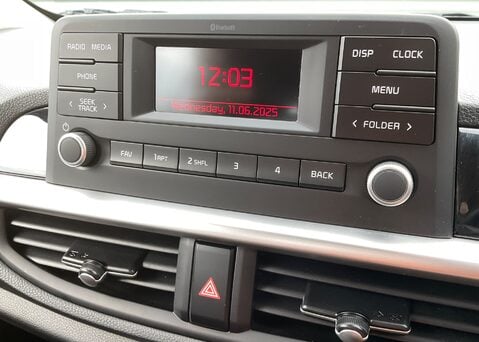 Bluetooth
RADIO MEDIA
PHONE
SEEK
TRACK
12:03
Wednesday, 11.06.2025
DISP CLOCK
MENU
FOLDER
FAV 1 RPT 2 SHFL 3 4 BACK